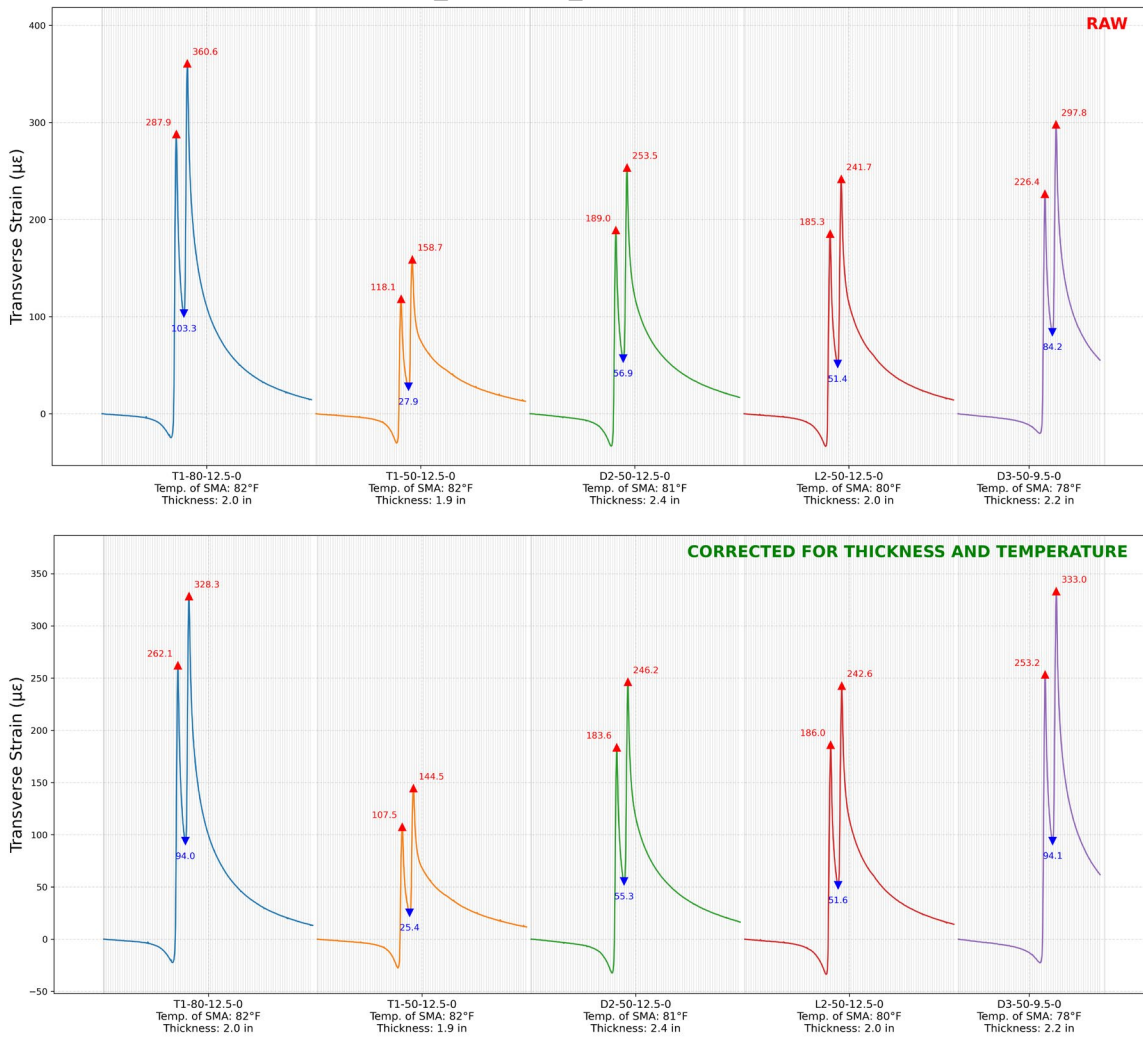 RAW
Transverse Strain (με)
400
300
200
100
0
287.9
360.6
103.3
118.1
158.7
27.9
189.0
253.5
56.9
185.3
241.7
51.4
226.4
297.8
84.2
T1-80-12.5-0
Temp. of SMA: 82°F
Thickness: 2.0 in
T1-50-12.5-0
Temp. of SMA: 82°F
Thickness: 1.9 in
D2-50-12.5-0
Temp. of SMA: 81°F
Thickness: 2.4 in
L2-50-12.5-0
Temp. of SMA: 80°F
Thickness: 2.0 in
D3-50-9.5-0
Temp. of SMA: 78°F
Thickness: 2.2 in
CORRECTED FOR THICKNESS AND TEMPERATURE
Transverse Strain (με)
350
300
250
200
150
100
50
0
−50
262.1
328.3
94.0
107.5
144.5
25.4
183.6
246.2
55.3
186.0
242.6
51.6
253.2
333.0
94.1
T1-80-12.5-0
Temp. of SMA: 82°F
Thickness: 2.0 in
T1-50-12.5-0
Temp. of SMA: 82°F
Thickness: 1.9 in
D2-50-12.5-0
Temp. of SMA: 81°F
Thickness: 2.4 in
L2-50-12.5-0
Temp. of SMA: 80°F
Thickness: 2.0 in
D3-50-9.5-0
Temp. of SMA: 78°F
Thickness: 2.2 in